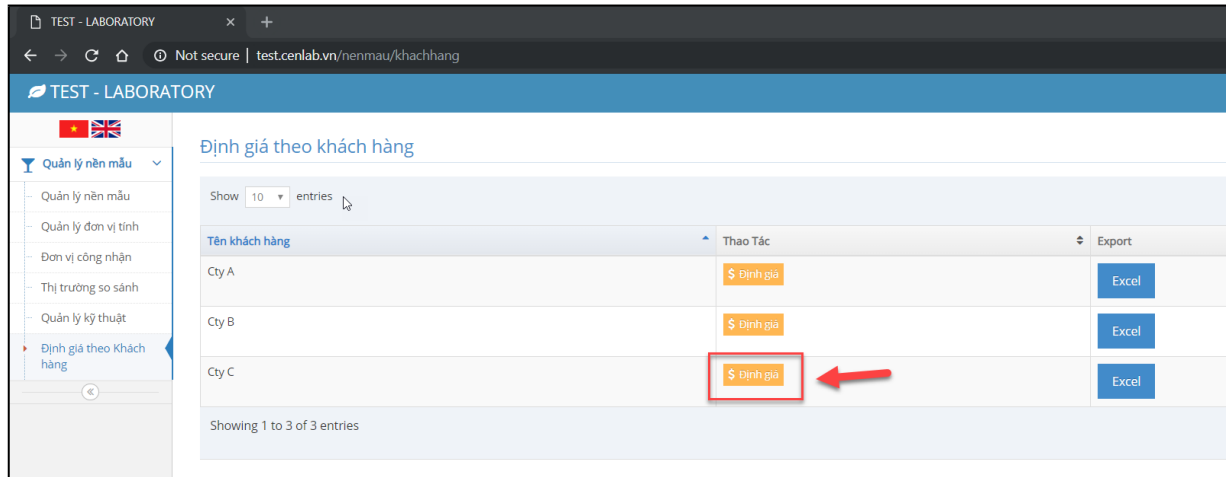 TEST - LABORATORY
Not secure | test.cenlab.vn/nenmau/khachhang
TEST - LABORATORY
Quản lý nền mẫu
Quản lý nền mẫu
Quản lý đơn vị tính
Đơn vị công nhận
Thị trường so sánh
Quản lý kỹ thuật
Định giá theo Khách
hàng
Định giá theo khách hàng
Show 10 entries
Tên khách hàng Thao Tác Export
Cty A $ Định giá Excel
Cty B $ Định giá Excel
Cty C $ Định giá Excel
Showing 1 to 3 of 3 entries